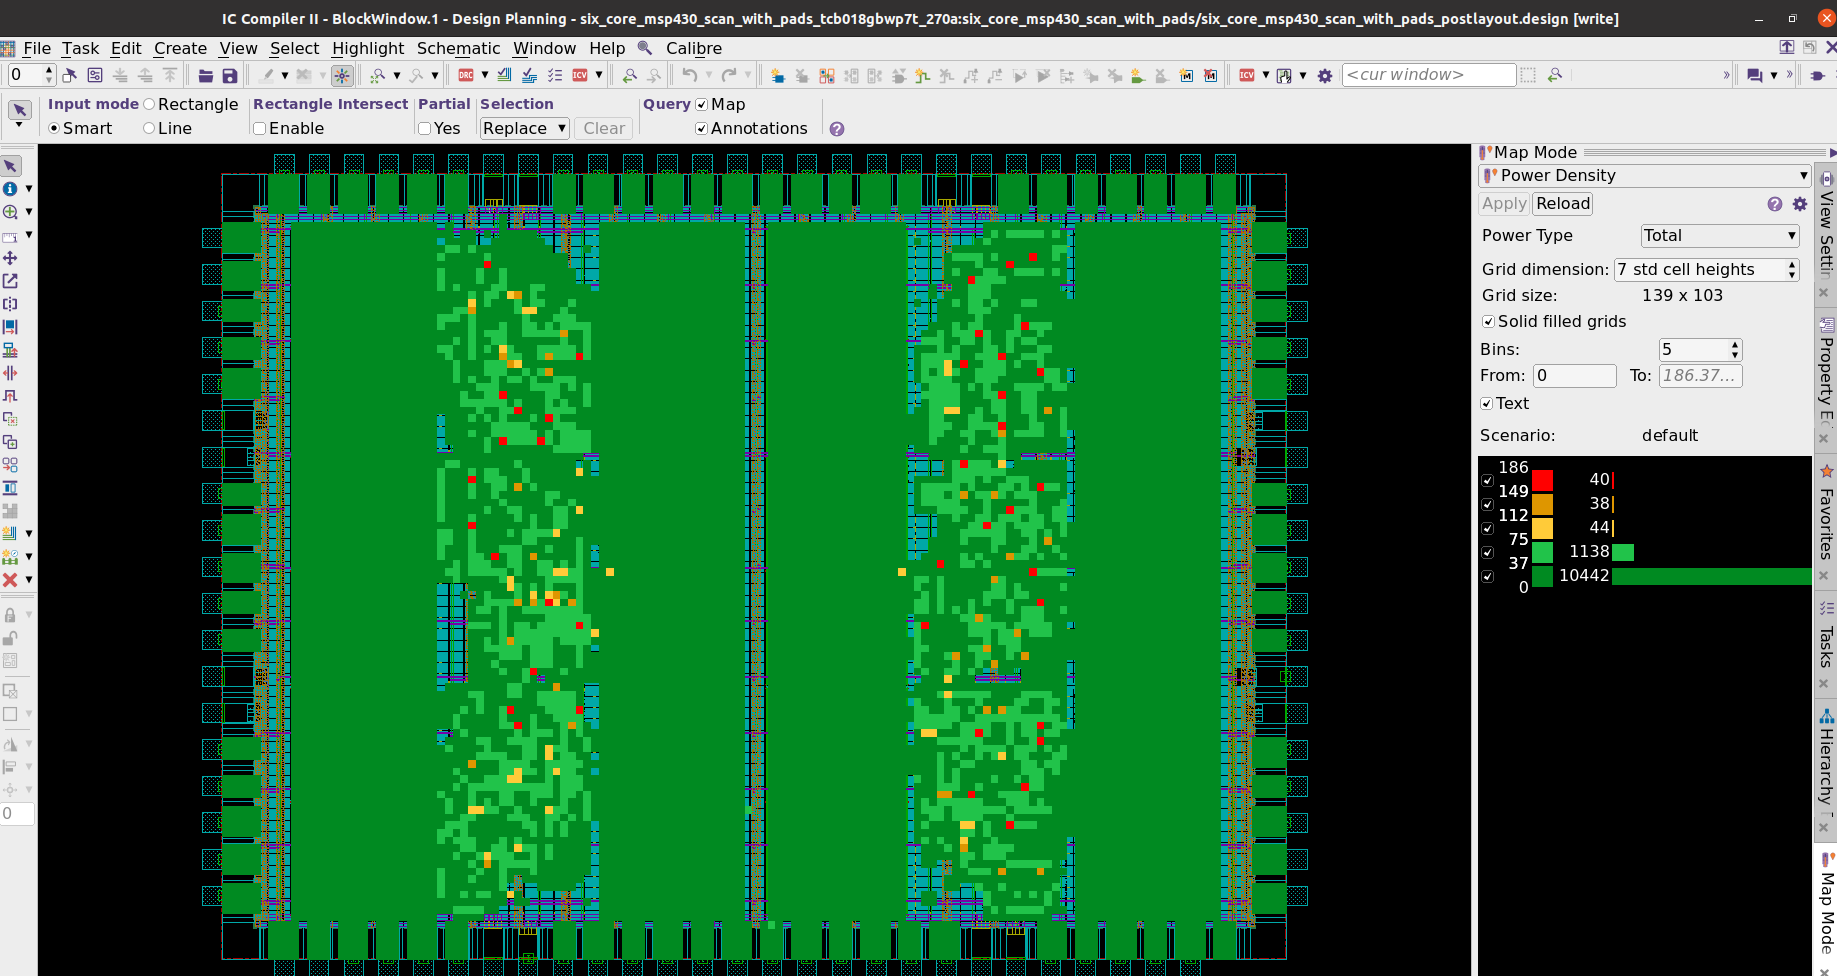 IC Compiler II - BlockWindow.1 - Design Planning - six_core_msp430_scan_with_pads_tcb018gbwp7t_270a:six_core_msp430_scan_with_pads/six_core_msp430_scan_with_pads_postlayout.design [write]
File Task Edit Create View Select Highlight Schematic Window Help Calibre
0 DRC ICV M M ICV <cur window> » »
Input mode Rectangle Rectangle Intersect Partial Selection Query Map
Smart Line Enable Yes Replace Clear Annotations
Map Mode
Power Density
Apply Reload
Power Type Total
Grid dimension: 7 std cell heights
Grid size: 139 x 103
Solid filled grids
Bins: 5
From: 0 To: 186.37...
Text
Scenario: default
186
40
149
38
112
44
75
1138
37
10442
0
View Settin
Property E
Favorites
Tasks
Hierarchy
Map Mode
0